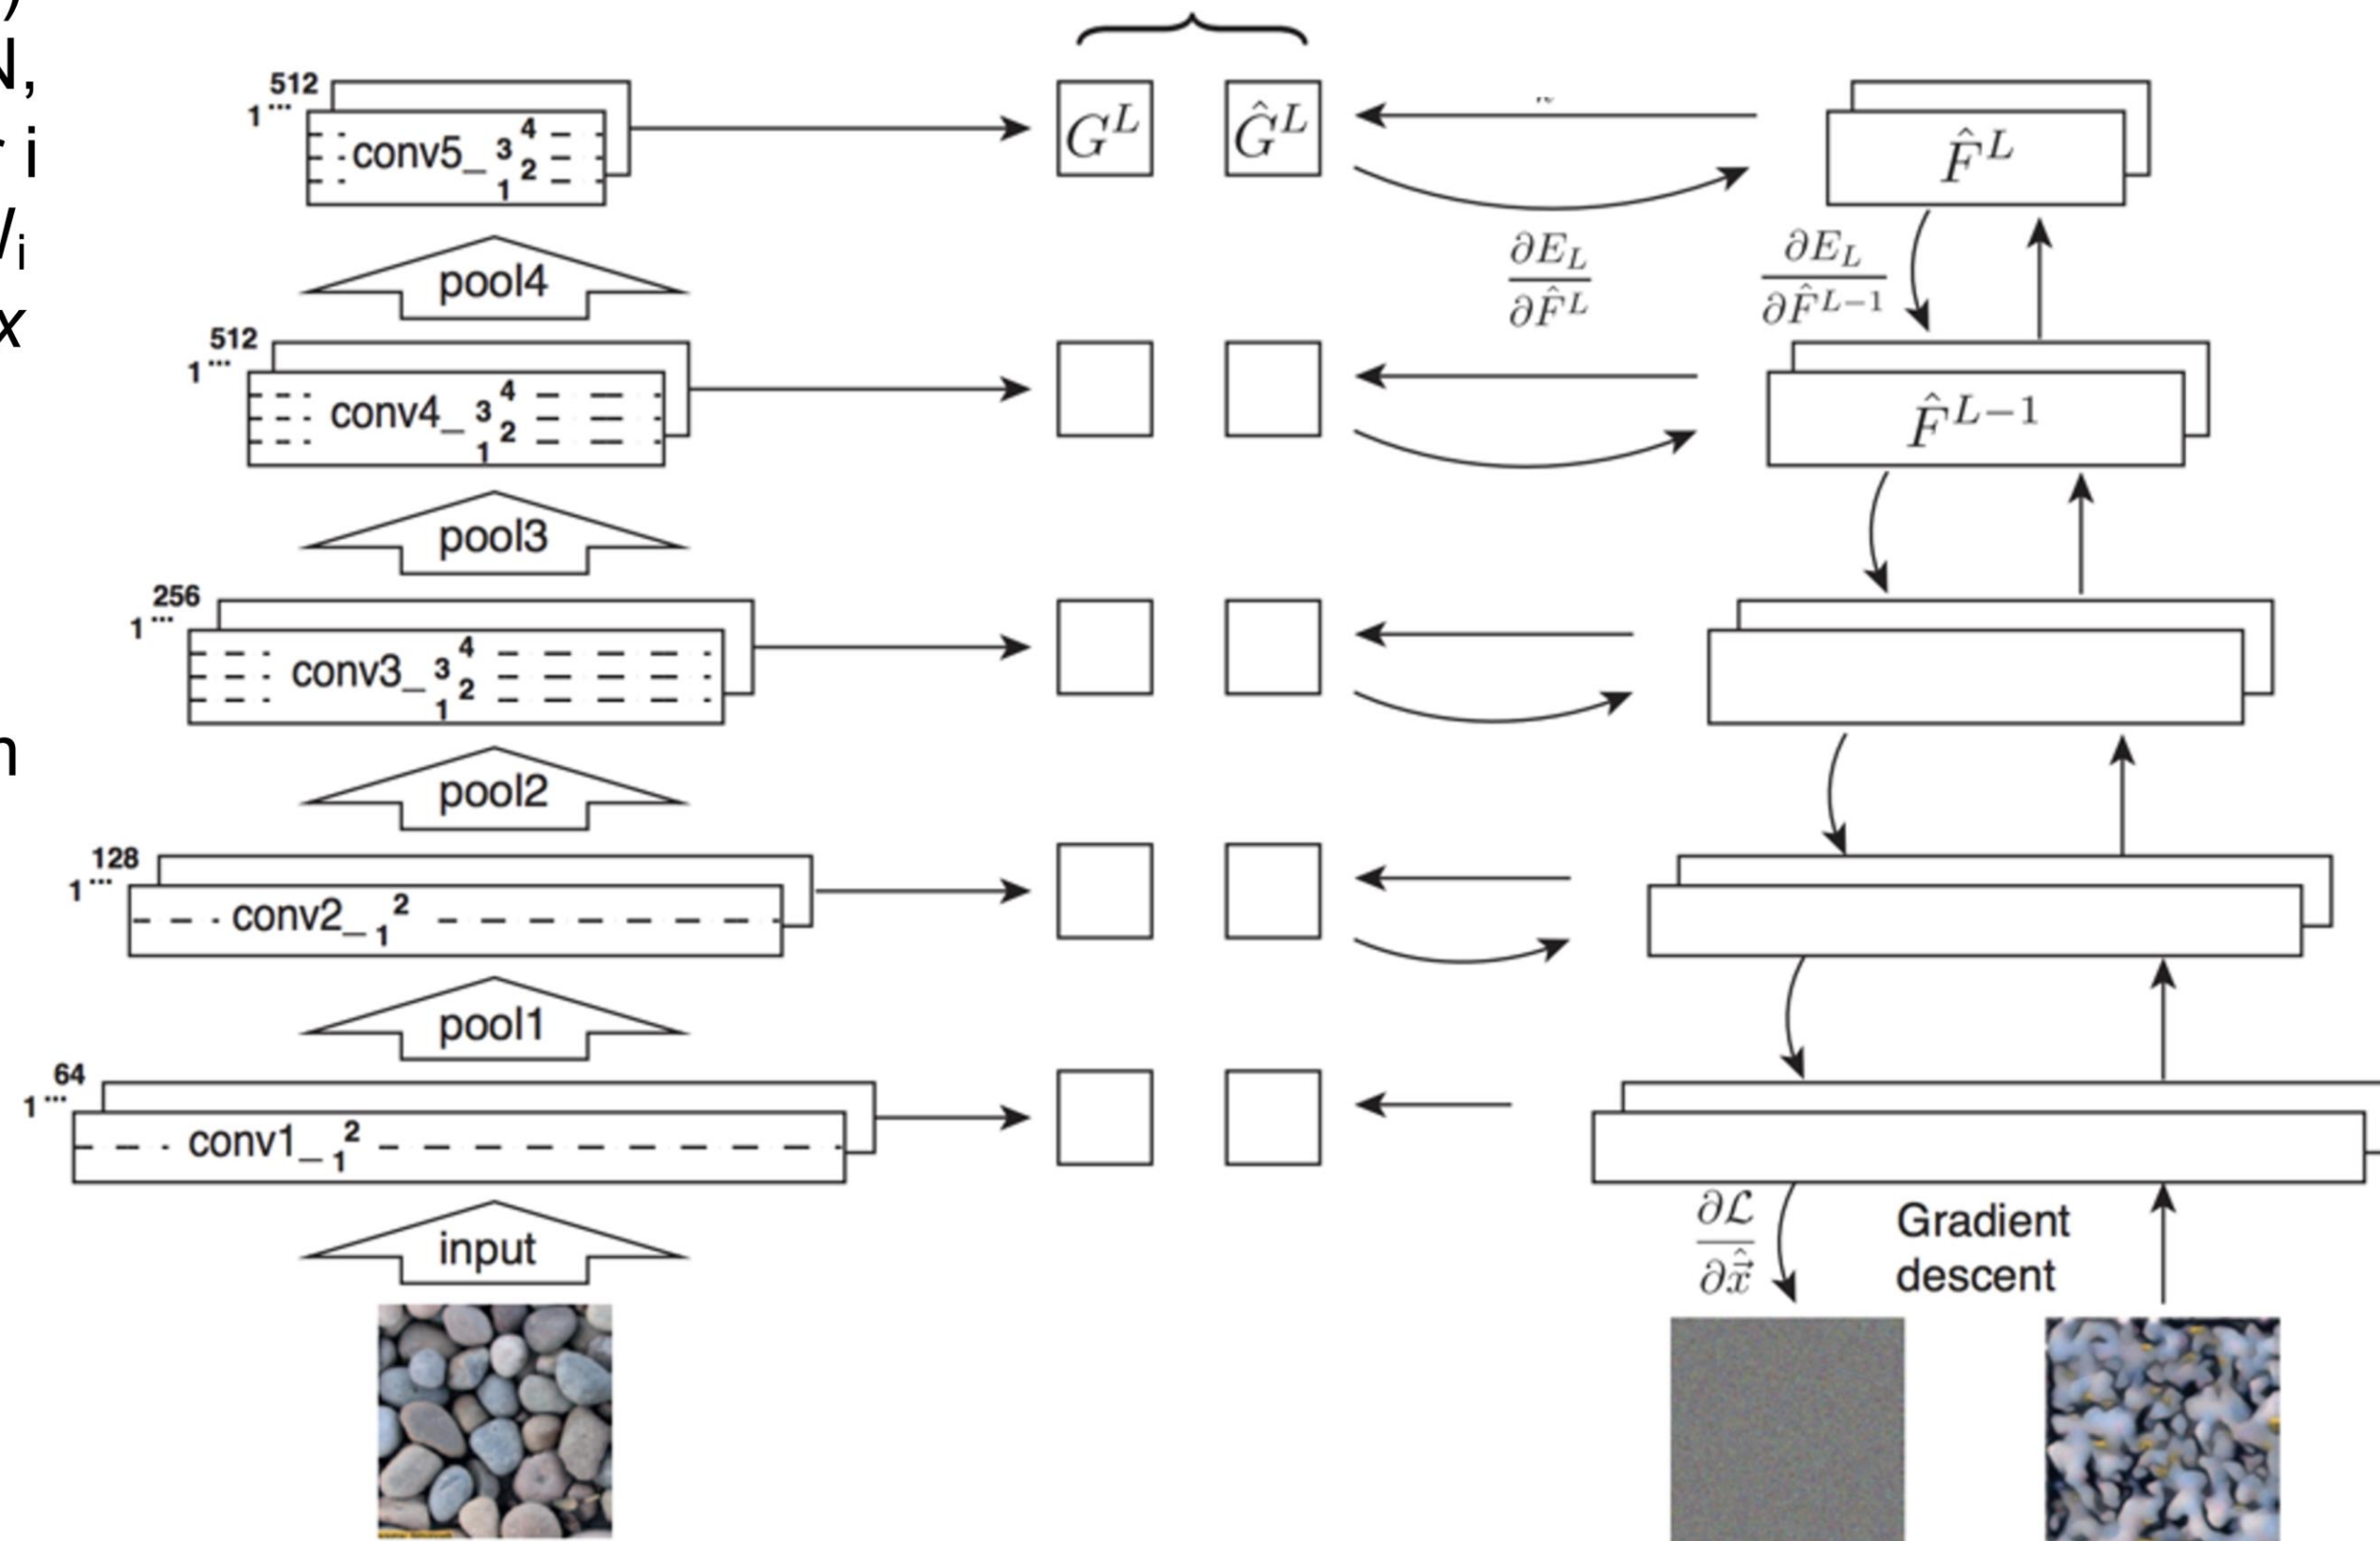 )
N,
r i
i
x
n
512
1 ...
conv5_ 1 2 3 4
G^L
Ĝ^L
F̂^L
pool4
∂E_L / ∂F̂^L
∂E_L / ∂F̂^{L-1}
512
1 ...
conv4_ 1 2 3 4
F̂^{L-1}
pool3
256
1 ...
conv3_ 1 2 3 4
pool2
128
1 ...
conv2_ 1 2
pool1
64
1 ...
conv1_ 1 2
input
∂ℒ / ∂x̂⃗
Gradient
descent